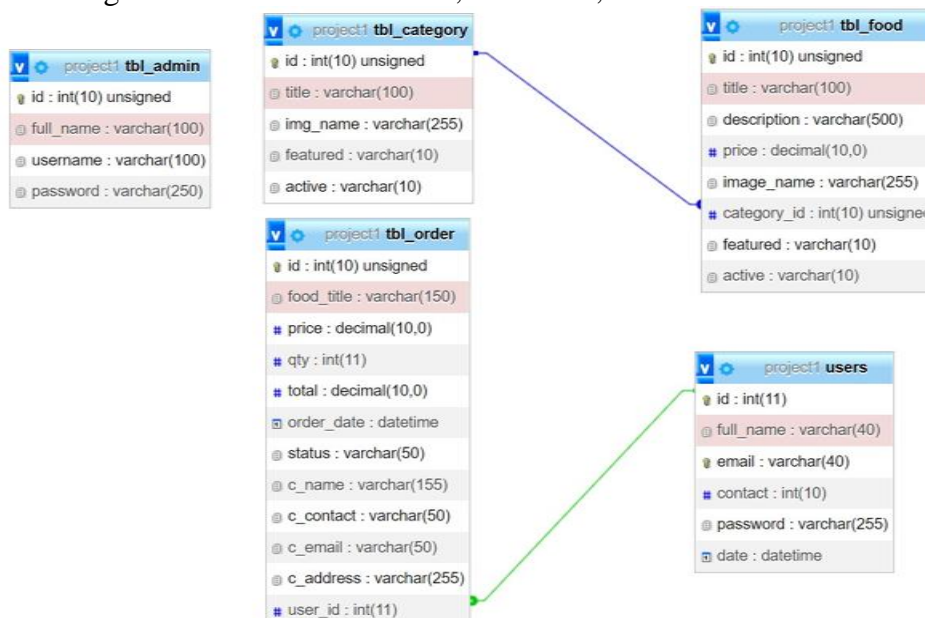 project1 tbl_admin
id : int(10) unsigned
full_name : varchar(100)
username : varchar(100)
password : varchar(250)
project1 tbl_category
id : int(10) unsigned
title : varchar(100)
img_name : varchar(255)
featured : varchar(10)
active : varchar(10)
project1 tbl_food
id : int(10) unsigned
title : varchar(100)
description : varchar(500)
price : decimal(10,0)
image_name : varchar(255)
category_id : int(10) unsigned
featured : varchar(10)
active : varchar(10)
project1 tbl_order
id : int(10) unsigned
food_title : varchar(150)
price : decimal(10,0)
qty : int(11)
total : decimal(10,0)
order_date : datetime
status : varchar(50)
c_name : varchar(155)
c_contact : varchar(50)
c_email : varchar(50)
c_address : varchar(255)
user_id : int(11)
project1 users
id : int(11)
full_name : varchar(40)
email : varchar(40)
contact : int(10)
password : varchar(255)
date : datetime